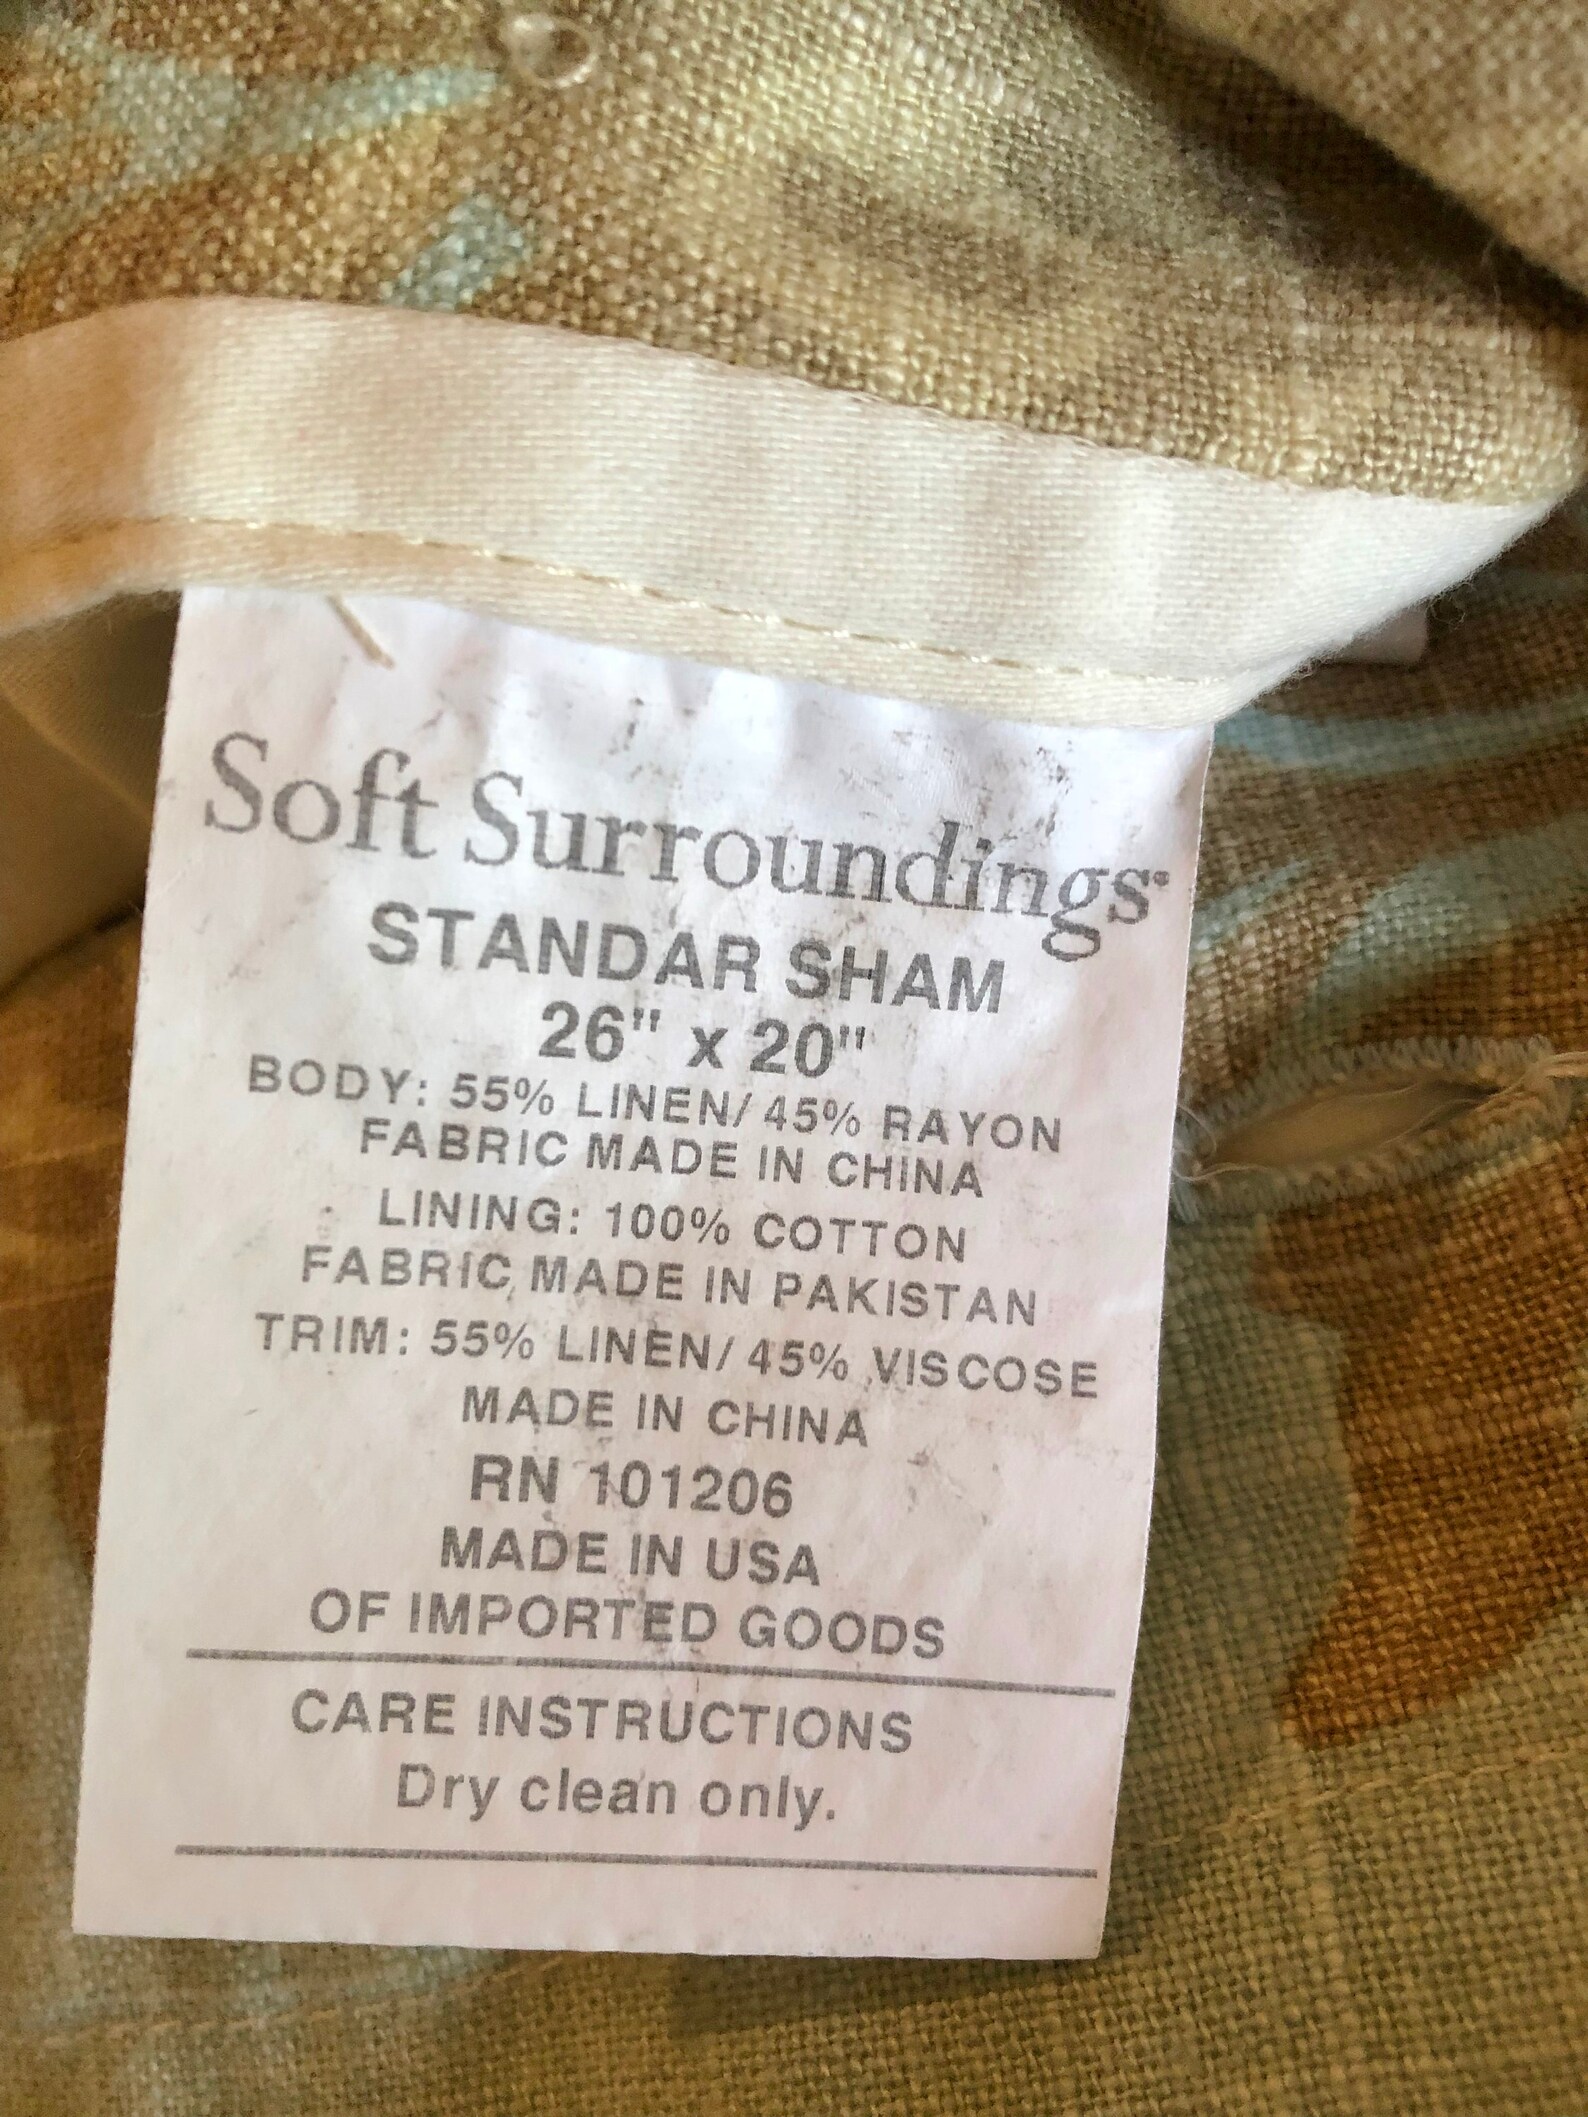 Soft Surroundings®
STANDAR SHAM
26" x 20"
BODY: 55% LINEN/ 45% RAYON
FABRIC MADE IN CHINA
LINING: 100% COTTON
FABRIC MADE IN PAKISTAN
TRIM: 55% LINEN/ 45% VISCOSE
MADE IN CHINA
RN 101206
MADE IN USA
OF IMPORTED GOODS
CARE INSTRUCTIONS
Dry clean only.